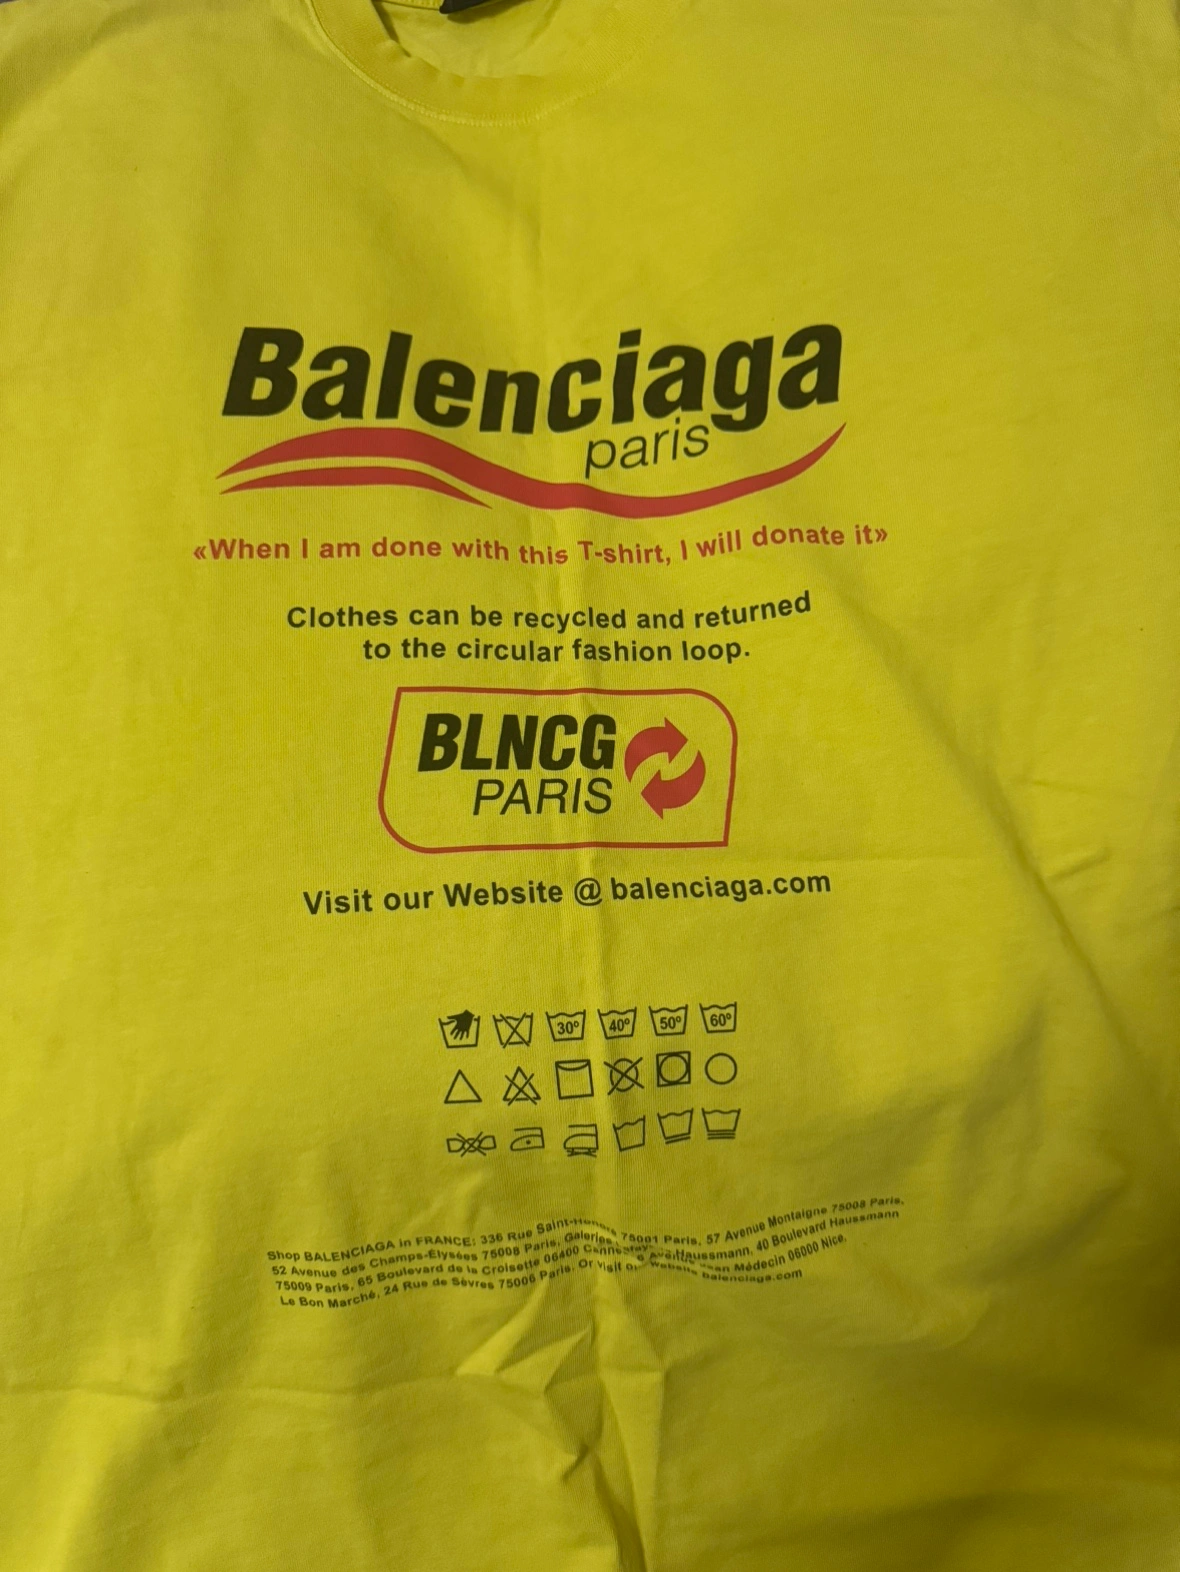 Balenciaga
paris
«When I am done with this T-shirt, I will donate it»
Clothes can be recycled and returned
to the circular fashion loop.
BLNCG
PARIS
Visit our Website @ balenciaga.com
30° 40° 50° 60°
Shop BALENCIAGA in FRANCE: 336 Rue Saint-Honoré 75001 Paris, 57 Avenue Montaigne 75008 Paris,
52 Avenue des Champs-Élysées 75008 Paris, Galeries Haussmann, 40 Boulevard Haussmann
75009 Paris, 65 Boulevard de la Croisette 06400 Cannes, 6 Médecin 06000 Nice,
Le Bon Marché, 24 Rue de Sèvres 75006 Paris. Or visit our website balenciaga.com